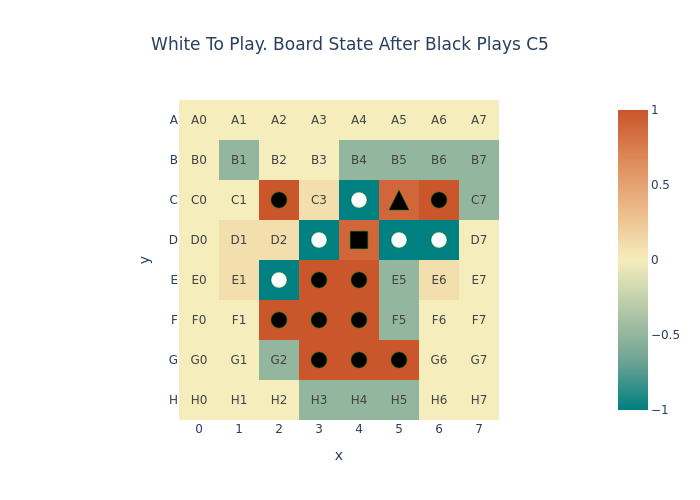 White To Play. Board State After Black Plays C5
A A0 A1 A2 A3 A4 A5 A6 A7
B B0 B1 B2 B3 B4 B5 B6 B7
C C0 C1 C3 C7
D D0 D1 D2 D7
E E0 E1 E5 E6 E7
F F0 F1 F5 F6 F7
G G0 G1 G2 G6 G7
H H0 H1 H2 H3 H4 H5 H6 H7
0 1 2 3 4 5 6 7
x
y
1
0.5
0
−0.5
−1